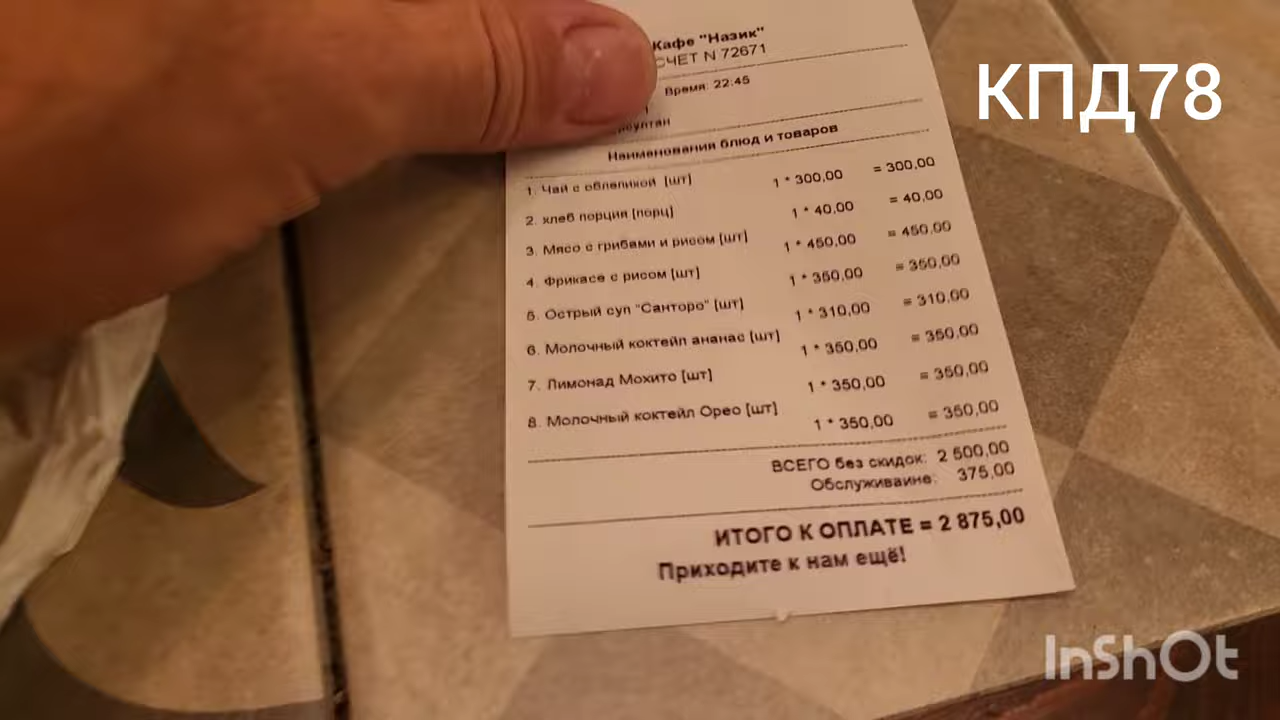 Кафе "Назик"
СЧЕТ N 72671
КПД78
Время: 22:45
Наименования блюд и товаров
1. Чай с облепихой [шт] 1 * 300,00 = 300,00
2. хлеб порция [порц] 1 * 40,00 = 40,00
3. Мясо с грибами и рисом [шт] 1 * 450,00 = 450,00
4. Фрикасе с рисом [шт] 1 * 350,00 = 350,00
5. Острый суп "Санторо" [шт] 1 * 310,00 = 310,00
6. Молочный коктейл ананас [шт] 1 * 350,00 = 350,00
7. Лимонад Мохито [шт] 1 * 350,00 = 350,00
8. Молочный коктейл Орео [шт] 1 * 350,00 = 350,00
ВСЕГО без скидок: 2 500,00
Обслуживаине: 375,00
ИТОГО К ОПЛАТЕ = 2 875,00
Приходите к нам ещё!
InShOt